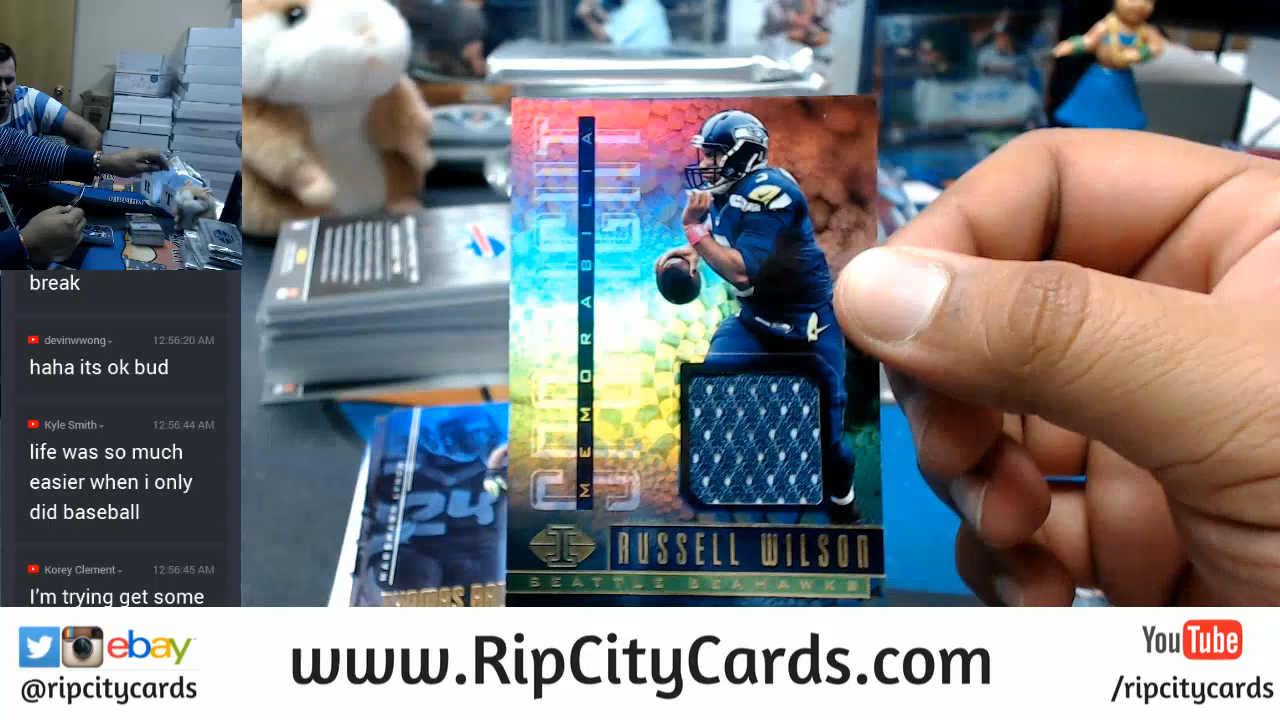 break
devinwwong
12:56:20 AM
haha its ok bud
Kyle Smith
12:56:44 AM
life was so much
easier when i only
did baseball
Korey Clement
12:56:45 AM
I'm trying get some
MEMORABILIA
RUSSELL WILSON
SEATTLE SEAHAWKS
24
ebay
@ripcitycards
www.RipCityCards.com
YouTube
/ripcitycards